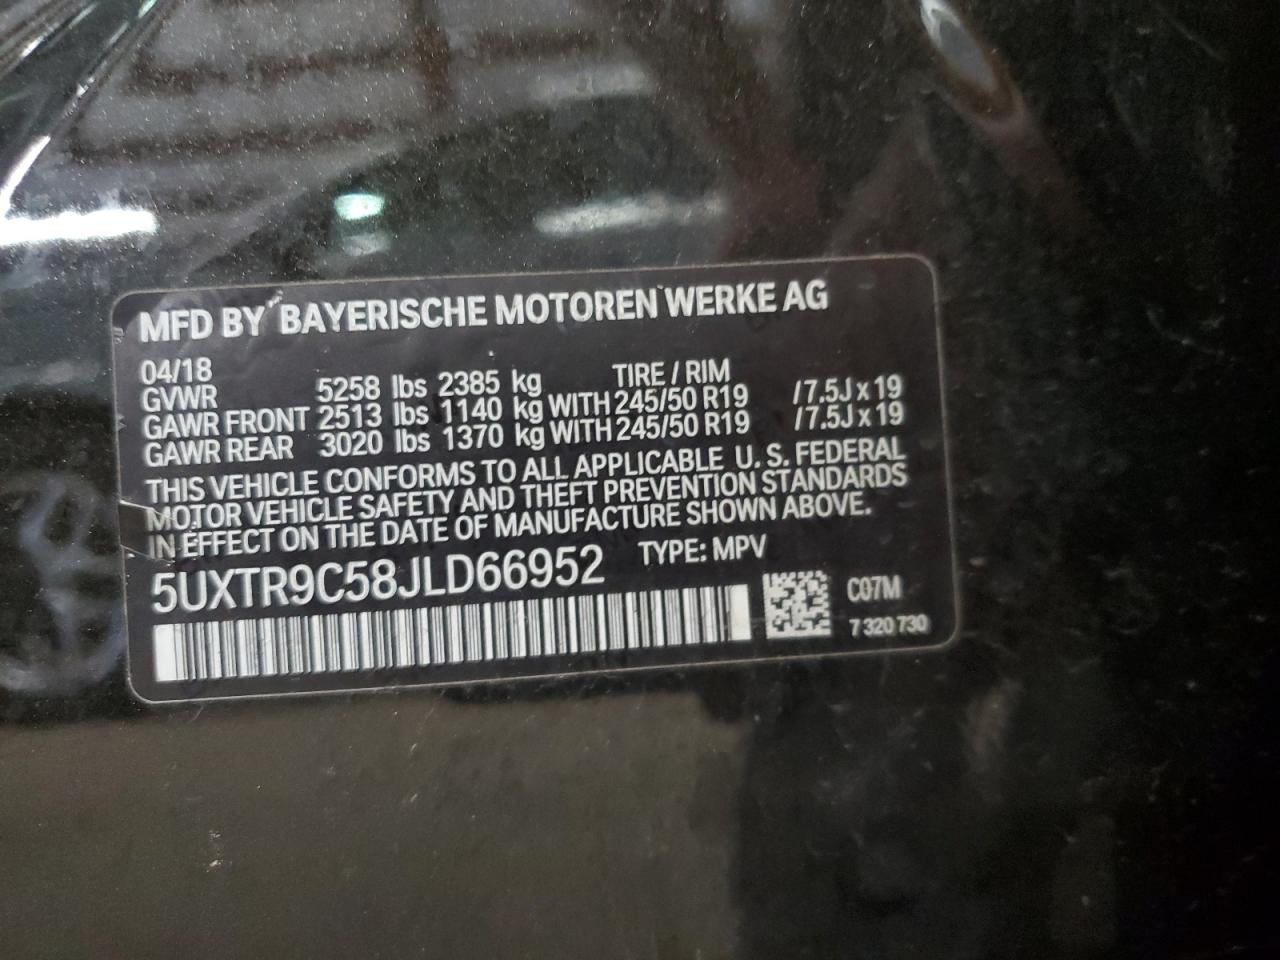 MFD BY BAYERISCHE MOTOREN WERKE AG
04/18 TIRE / RIM
GVWR 5258 lbs 2385 kg
GAWR FRONT 2513 lbs 1140 kg WITH 245/50 R19 /7.5J x 19
GAWR REAR 3020 lbs 1370 kg WITH 245/50 R19 /7.5J x 19
THIS VEHICLE CONFORMS TO ALL APPLICABLE U. S. FEDERAL
MOTOR VEHICLE SAFETY AND THEFT PREVENTION STANDARDS
IN EFFECT ON THE DATE OF MANUFACTURE SHOWN ABOVE.
5UXTR9C58JLD66952 TYPE: MPV
C07M
7 320 730